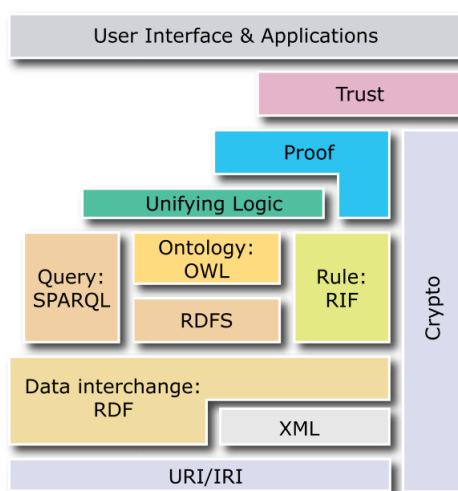 User Interface & Applications
Trust
Proof
Unifying Logic
Query:
SPARQL
Ontology:
OWL
RDFS
Rule:
RIF
Crypto
Data interchange:
RDF
XML
URI/IRI